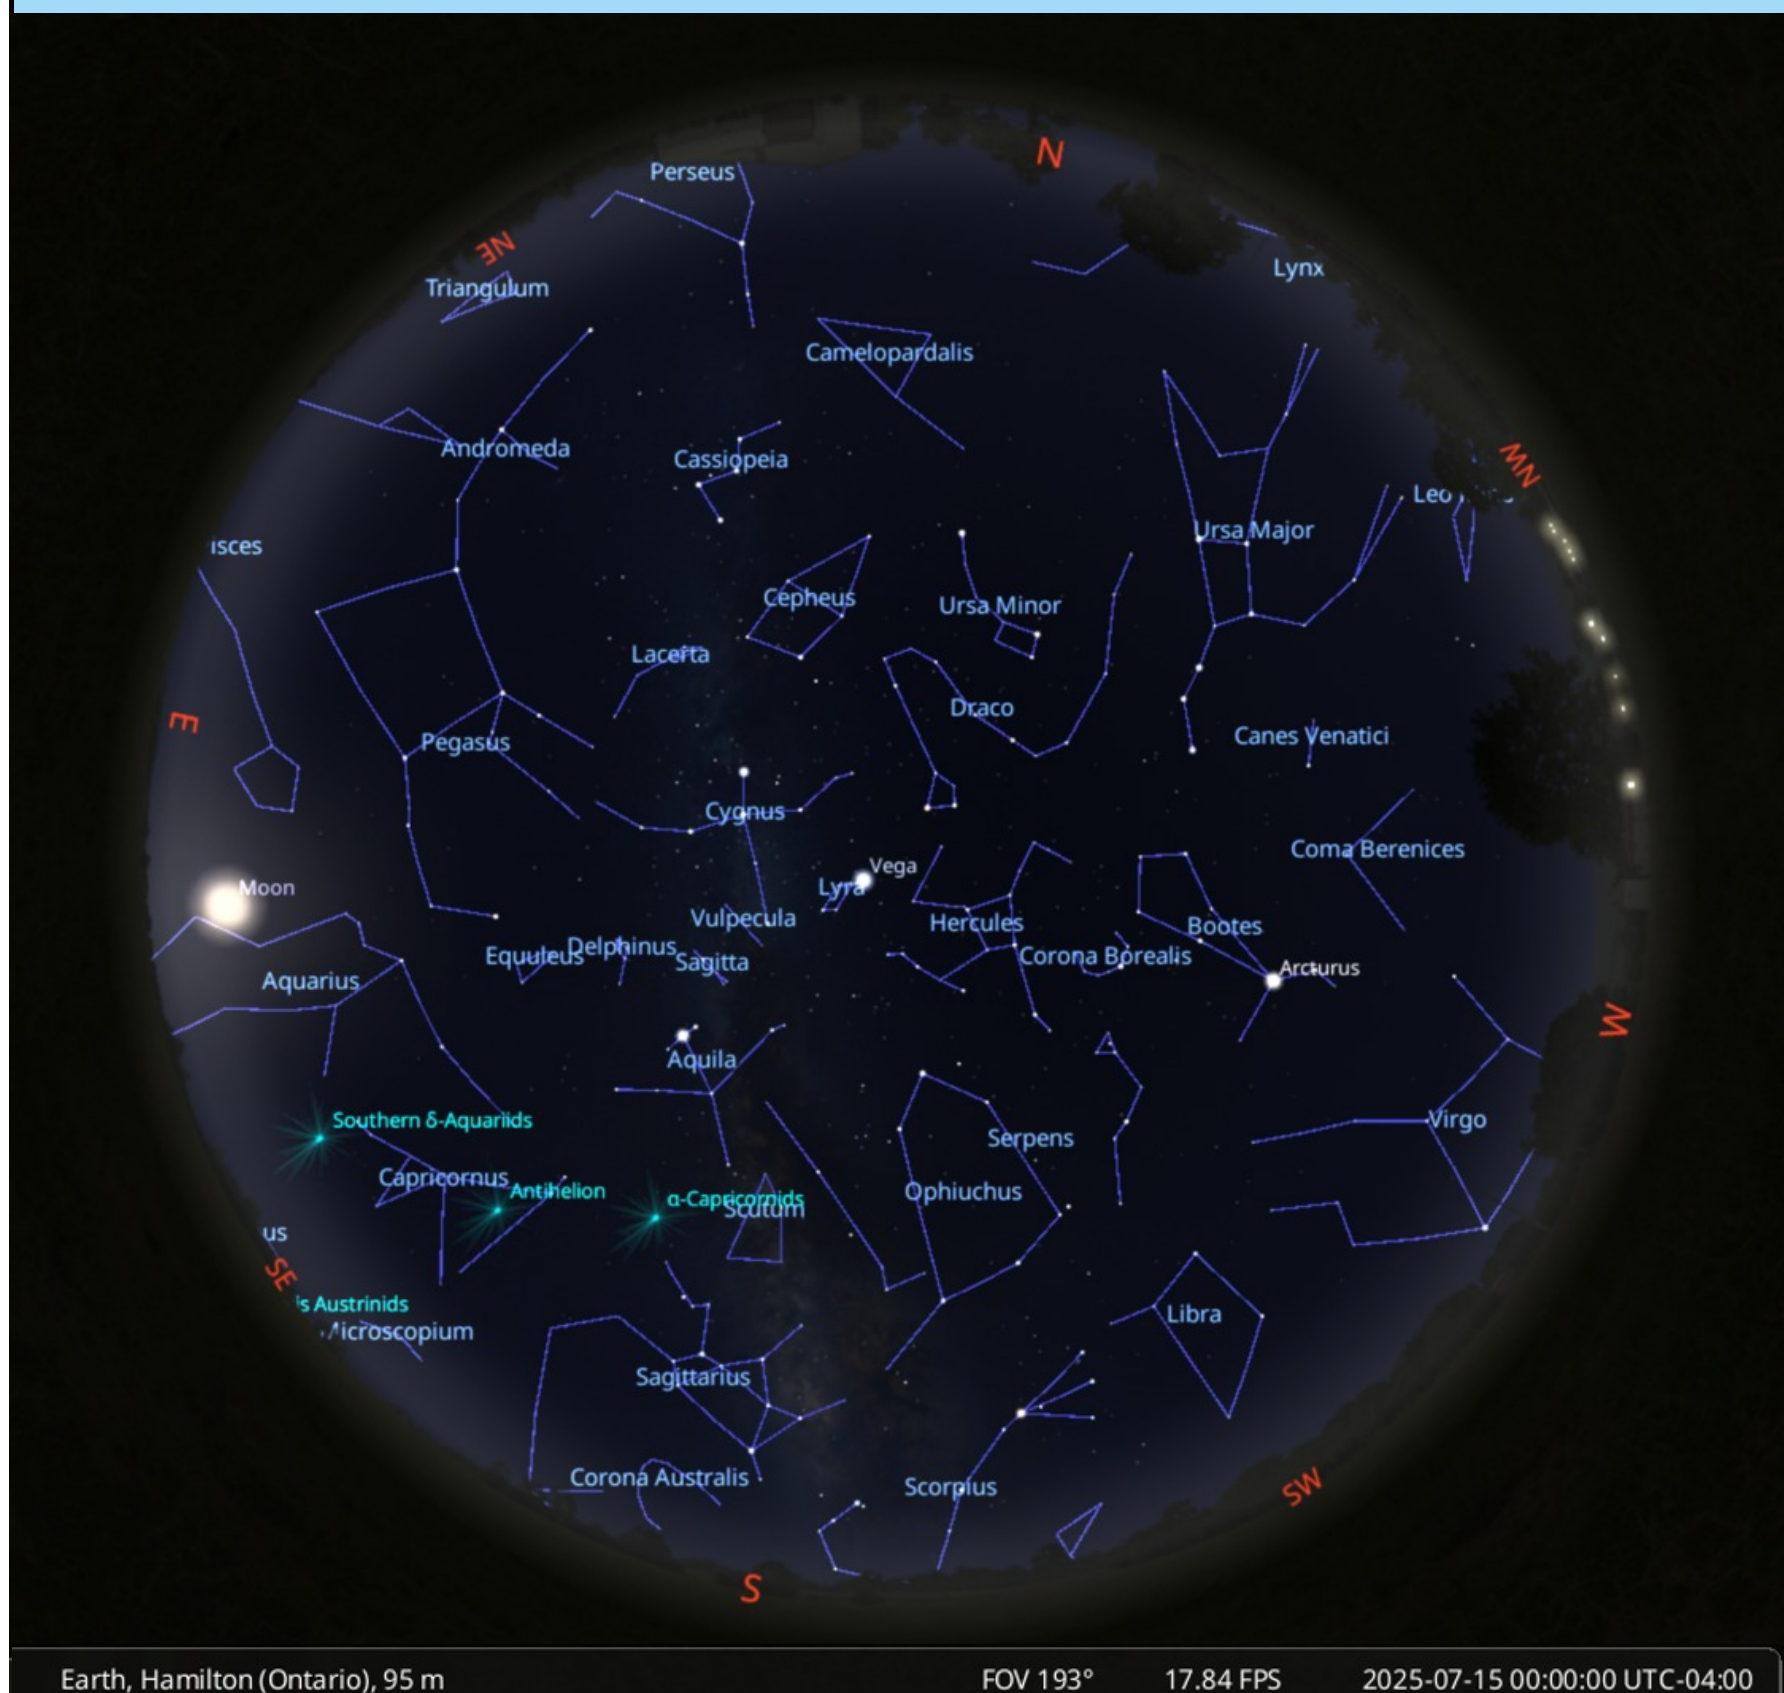 N
Perseus
NE
Lynx
Triangulum
Camelopardalis
Andromeda
Cassiopeia
NW
Leo
Ursa Major
isces
Cepheus
Ursa Minor
Lacerta
Draco
E
Canes Venatici
Pegasus
Cygnus
Coma Berenices
Vega
Moon
Lyra
Vulpecula
Hercules
Bootes
Equuleus
Delphinus
Sagitta
Corona Borealis
Arcturus
Aquarius
W
Aquila
Southern δ-Aquariids
Virgo
Serpens
Capricornus
Antihelion
α-Capricornids
Scutum
Ophiuchus
us
SE
is Austrinids
Microscopium
Libra
Sagittarius
Corona Australis
Scorpius
SW
S
Earth, Hamilton (Ontario), 95 m FOV 193° 17.84 FPS 2025-07-15 00:00:00 UTC-04:00